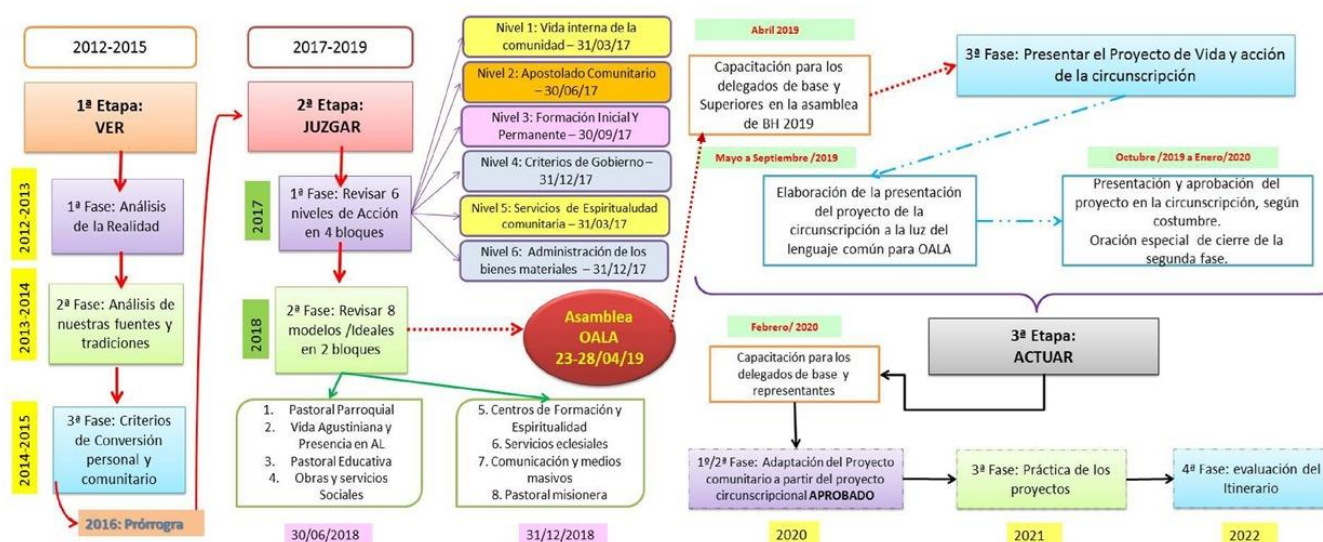 2012-2015
1ª Etapa:
VER
2012-2013
1ª Fase: Análisis
de la Realidad
2013-2014
2ª Fase: Análisis de
nuestras fuentes y
tradiciones
2014-2015
3ª Fase: Criterios
de Conversión
personal y
comunitario
2016: Prórrogra
2017-2019
2ª Etapa:
JUZGAR
2017
1ª Fase: Revisar 6
niveles de Acción
en 4 bloques
Nivel 1: Vida interna de
la comunidad – 31/03/17
Nivel 2: Apostolado Comunitario
– 30/06/17
Nivel 3: Formación Inicial Y
Permanente – 30/09/17
Nivel 4: Criterios de Gobierno –
31/12/17
Nivel 5: Servicios de Espiritualudad
comunitaria – 31/03/17
Nivel 6: Administración de los
bienes materiales – 31/12/17
2018
2ª Fase: Revisar 8
modelos /Ideales
en 2 bloques
Asamblea
OALA
23-28/04/19
1. Pastoral Parroquial
2. Vida Agustiniana y
Presencia en AL
3. Pastoral Educativa
4. Obras y servicios
Sociales
30/06/2018
5. Centros de Formación y
Espiritualidad
6. Servicios eclesiales
7. Comunicación y medios
masivos
8. Pastoral misionera
31/12/2018
Abril 2019
Capacitación para los
delegados de base y
Superiores en la asamblea
de BH 2019
3ª Fase: Presentar el Proyecto de Vida y acción
de la circunscripción
Mayo a Septiembre /2019
Elaboración de la presentación
del proyecto de la
circunscripción a la luz del
lenguaje común para OALA
Octubre /2019 a Enero/2020
Presentación y aprobación del
proyecto en la circunscripción, según
costumbre.
Oración especial de cierre de la
segunda fase.
3ª Etapa:
ACTUAR
Febrero/ 2020
Capacitación para los
delegados de base y
representantes
1º/2ª Fase: Adaptación del Proyecto
comunitario a partir del proyecto
circunscripcional APROBADO
2020
3ª Fase: Práctica de los
proyectos
2021
4ª Fase: evaluación del
Itinerario
2022